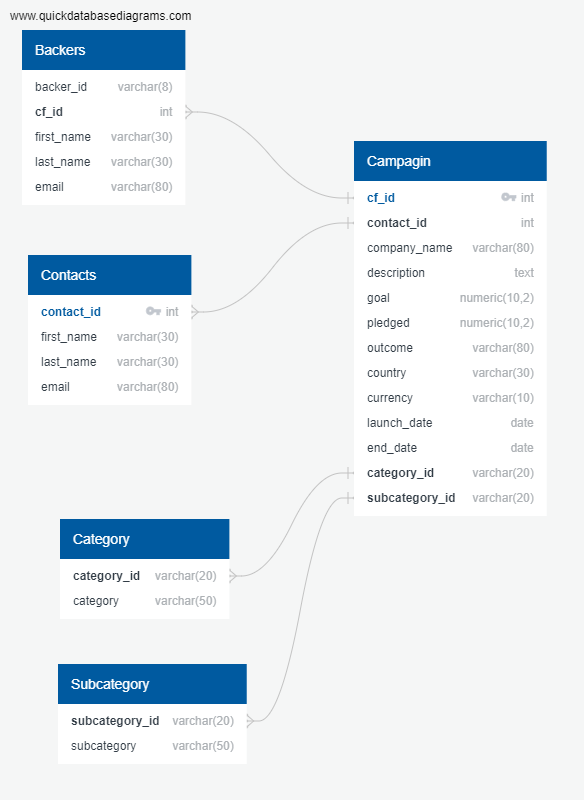 www.quickdatabasediagrams.com
Backers
backer_id varchar(8)
cf_id int
first_name varchar(30)
last_name varchar(30)
email varchar(80)
Campagin
cf_id int
contact_id int
company_name varchar(80)
description text
goal numeric(10,2)
pledged numeric(10,2)
outcome varchar(80)
country varchar(30)
currency varchar(10)
launch_date date
end_date date
category_id varchar(20)
subcategory_id varchar(20)
Contacts
contact_id int
first_name varchar(30)
last_name varchar(30)
email varchar(80)
Category
category_id varchar(20)
category varchar(50)
Subcategory
subcategory_id varchar(20)
subcategory varchar(50)